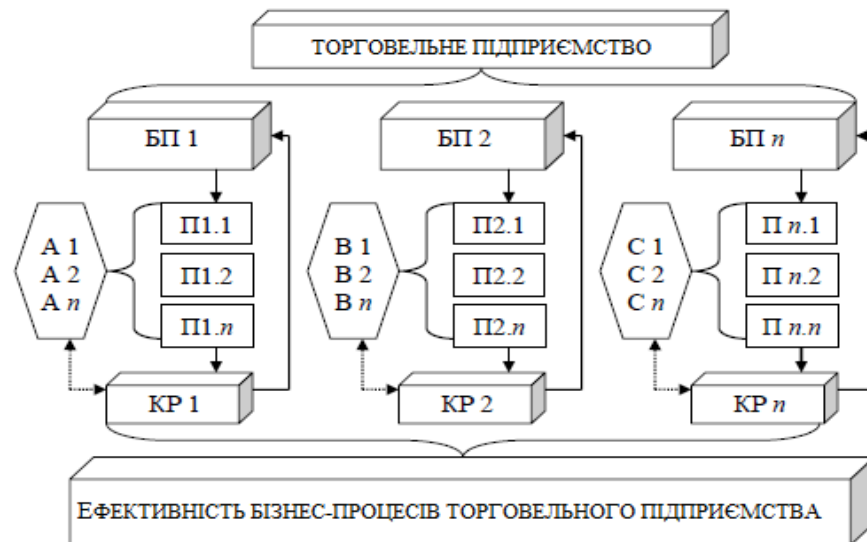 ТОРГОВЕЛЬНЕ ПІДПРИЄМСТВО
БП 1
БП 2
БП n
А 1
А 2
А n
П1.1
П1.2
П1.n
В 1
В 2
В n
П2.1
П2.2
П2.n
С 1
С 2
С n
П n.1
П n.2
П n.n
КР 1
КР 2
КР n
ЕФЕКТИВНІСТЬ БІЗНЕС-ПРОЦЕСІВ ТОРГОВЕЛЬНОГО ПІДПРИЄМСТВА